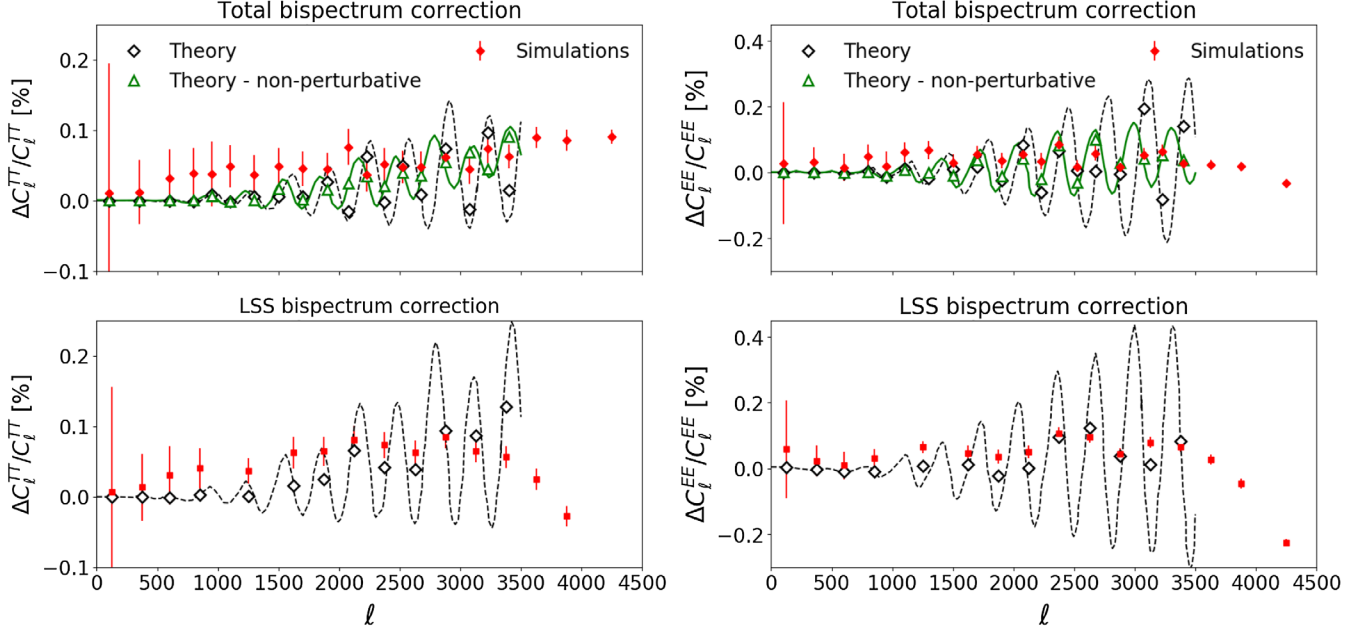 Total bispectrum correction
Theory
Simulations
Theory - non-perturbative
ΔC_ℓ^{TT}/C_ℓ^{TT} [%]
0.2
0.1
0.0
−0.1
Total bispectrum correction
Theory
Simulations
Theory - non-perturbative
ΔC_ℓ^{EE}/C_ℓ^{EE} [%]
0.4
0.2
0.0
−0.2
LSS bispectrum correction
ΔC_ℓ^{TT}/C_ℓ^{TT} [%]
0.2
0.1
0.0
−0.1
0 500 1000 1500 2000 2500 3000 3500 4000 4500
ℓ
LSS bispectrum correction
ΔC_ℓ^{EE}/C_ℓ^{EE} [%]
0.4
0.2
0.0
−0.2
0 500 1000 1500 2000 2500 3000 3500 4000 4500
ℓ